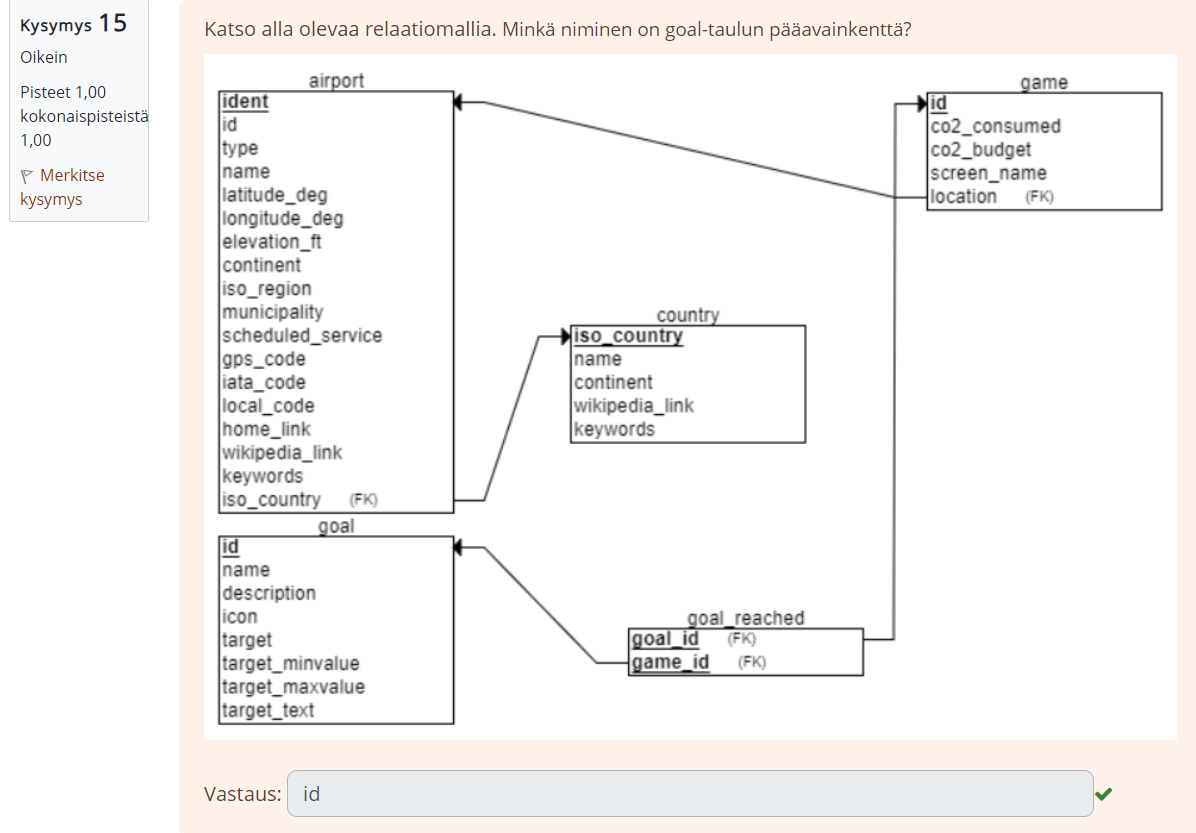 Kysymys 15
Oikein
Pisteet 1,00
kokonaispisteistä
1,00
Merkitse
kysymys
Katso alla olevaa relaatiomallia. Minkä niminen on goal-taulun pääavainkenttä?
airport
ident
id
type
name
latitude_deg
longitude_deg
elevation_ft
continent
iso_region
municipality
scheduled_service
gps_code
iata_code
local_code
home_link
wikipedia_link
keywords
iso_country (FK)
game
id
co2_consumed
co2_budget
screen_name
location (FK)
country
iso_country
name
continent
wikipedia_link
keywords
goal
id
name
description
icon
target
target_minvalue
target_maxvalue
target_text
goal_reached
goal_id (FK)
game_id (FK)
Vastaus: id